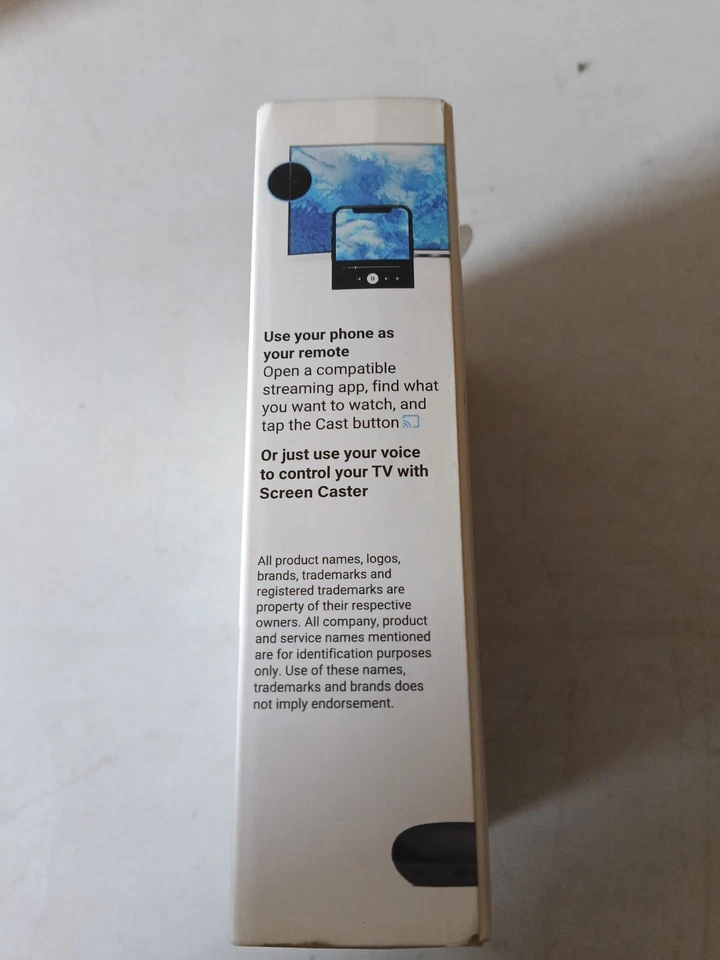 Use your phone as
your remote
Open a compatible
streaming app, find what
you want to watch, and
tap the Cast button
Or just use your voice
to control your TV with
Screen Caster
All product names, logos,
brands, trademarks and
registered trademarks are
property of their respective
owners. All company, product
and service names mentioned
are for identification purposes
only. Use of these names,
trademarks and brands does
not imply endorsement.